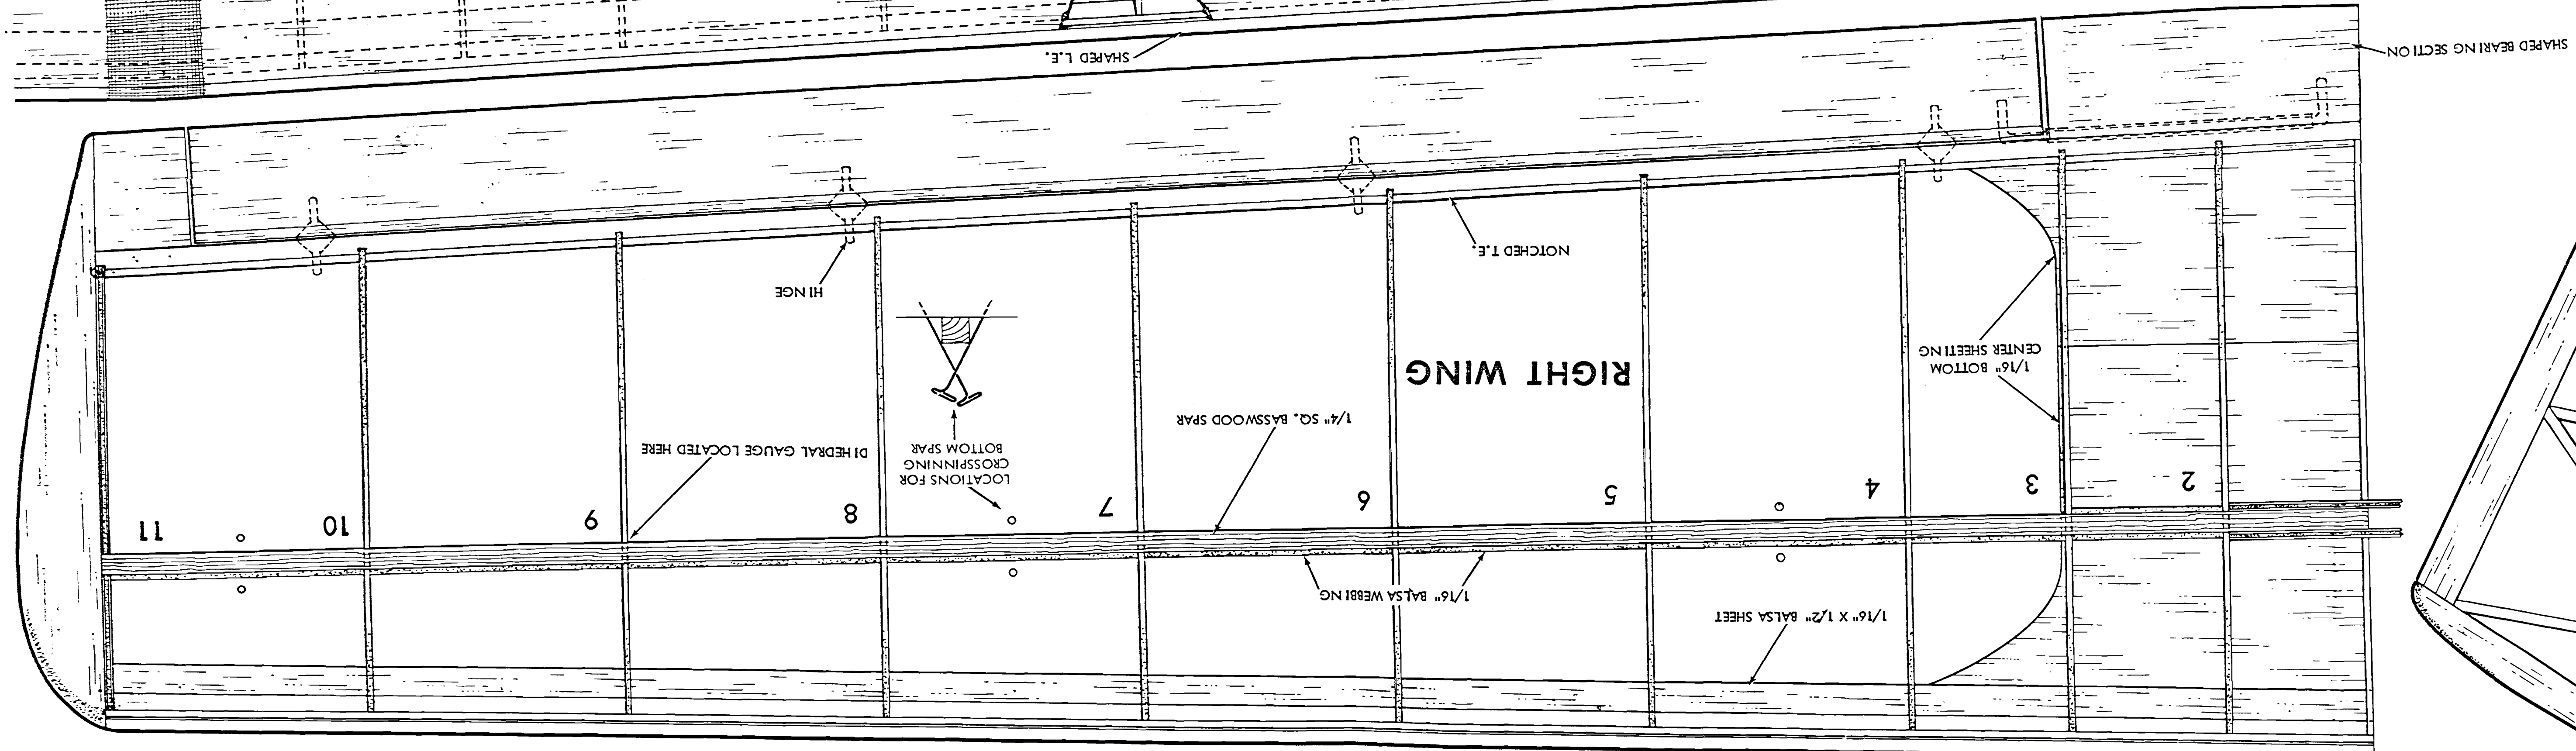 SHAPED BEARING SECTION
SHAPED L.E.
NOTCHED T.E.
HINGE
RIGHT WING
1/16" BOTTOM
CENTER SHEETING
1/4" SQ. BASSWOOD SPAR
DIHEDRAL GAUGE LOCATED HERE
LOCATIONS FOR
CROSSPINNING
BOTTOM SPAR
2
3
4
5
6
7
8
9
10
11
1/16" BALSA WEBBING
1/16" X 1 1/2" BALSA SHEET